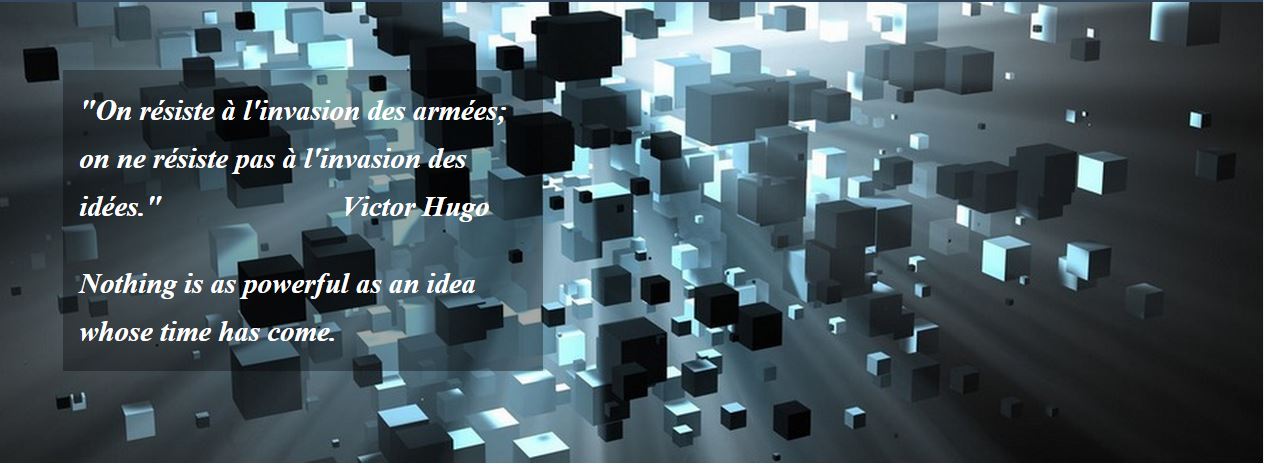 "On résiste à l'invasion des armées;
on ne résiste pas à l'invasion des
idées." Victor Hugo
Nothing is as powerful as an idea
whose time has come.